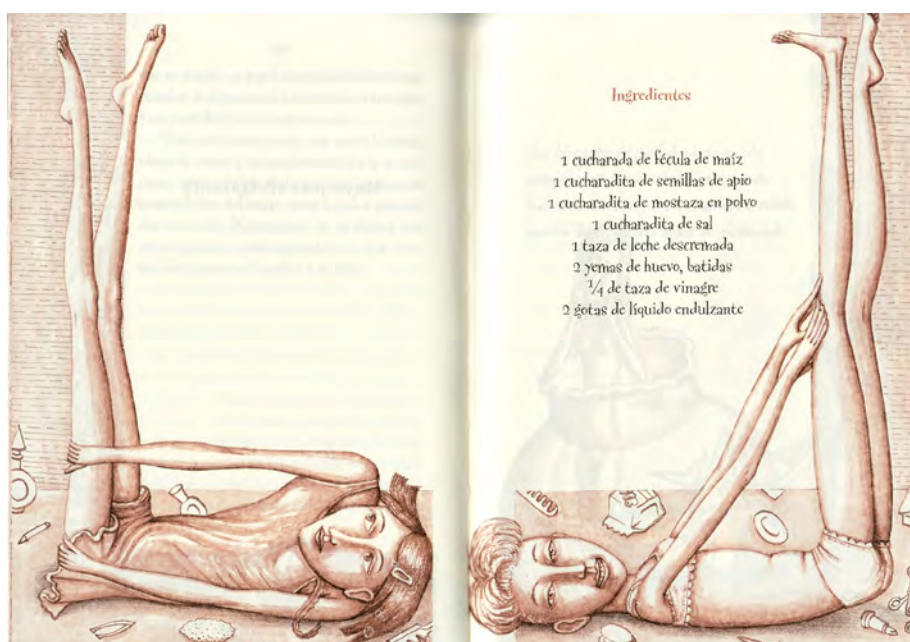 Ingredientes
1 cucharada de fécula de maíz
1 cucharadita de semillas de apio
1 cucharadita de mostaza en polvo
1 cucharadita de sal
1 taza de leche descremada
2 yemas de huevo, batidas
1/4 de taza de vinagre
2 gotas de líquido endulzante